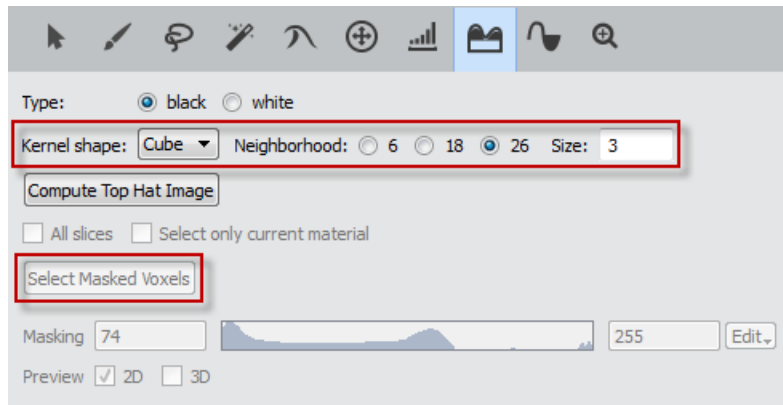 Type: black white
Kernel shape: Cube Neighborhood: 6 18 26 Size: 3
Compute Top Hat Image
All slices Select only current material
Select Masked Voxels
Masking 74 255 Edit
Preview 2D 3D